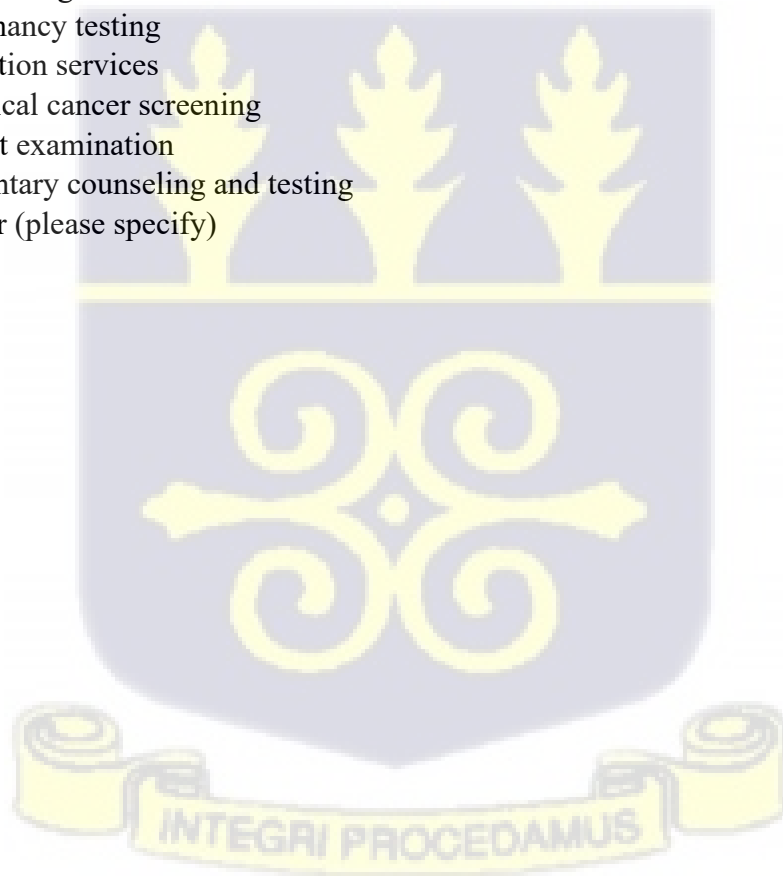 nancy testing
tion services
ical cancer screening
t examination
ntary counseling and testing
r (please specify)
INTEGRI PROCEDAMUS